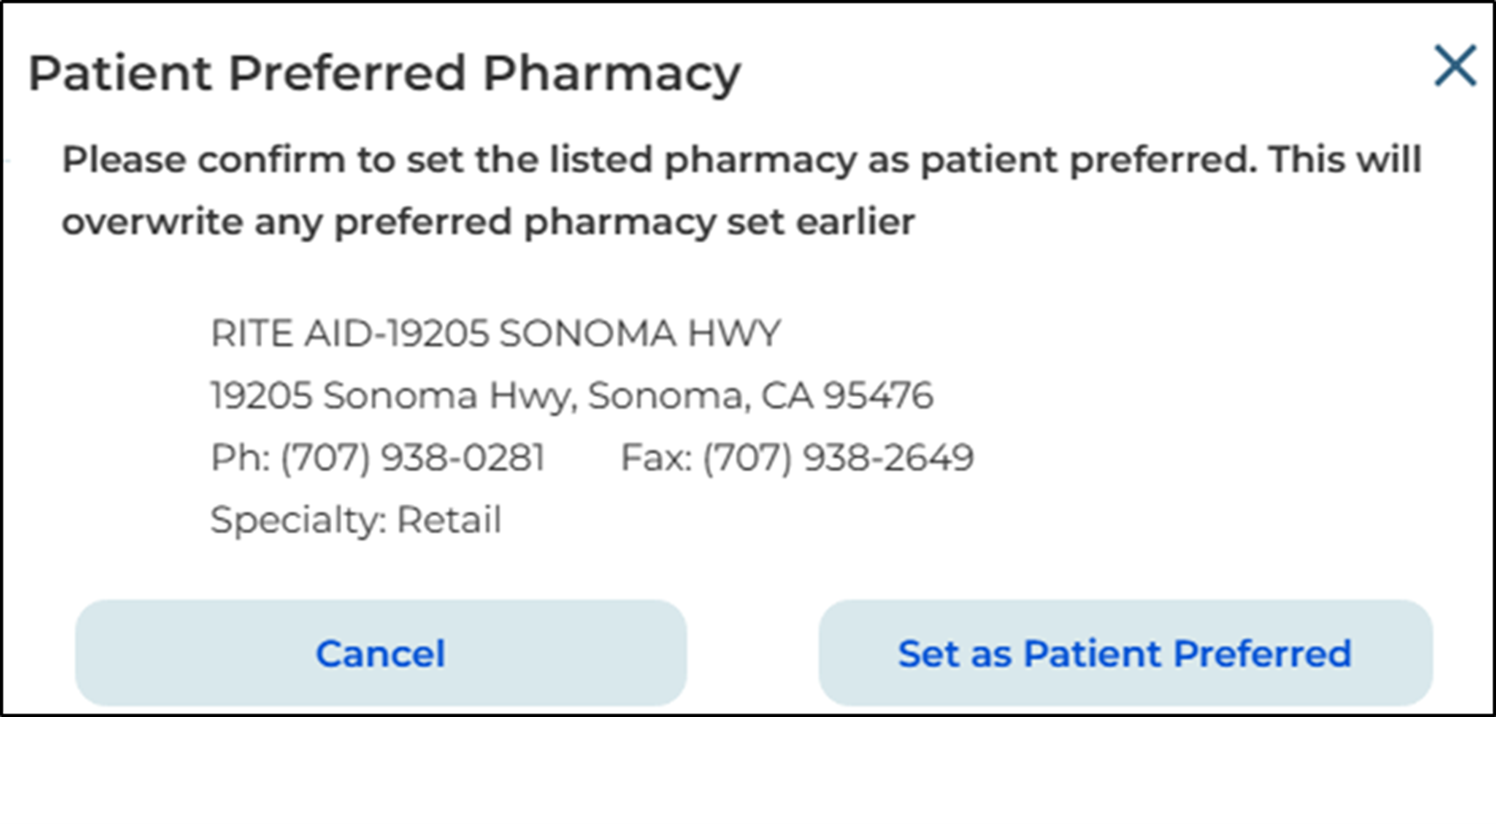 Patient Preferred Pharmacy
Please confirm to set the listed pharmacy as patient preferred. This will
overwrite any preferred pharmacy set earlier
RITE AID-19205 SONOMA HWY
19205 Sonoma Hwy, Sonoma, CA 95476
Ph: (707) 938-0281 Fax: (707) 938-2649
Specialty: Retail
Cancel Set as Patient Preferred